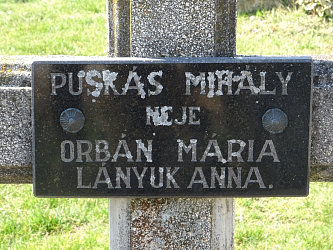 PUSKÁS MIHÁLY
NEJE
ORBÁN MÁRIA
LÁNYUK ANNA.